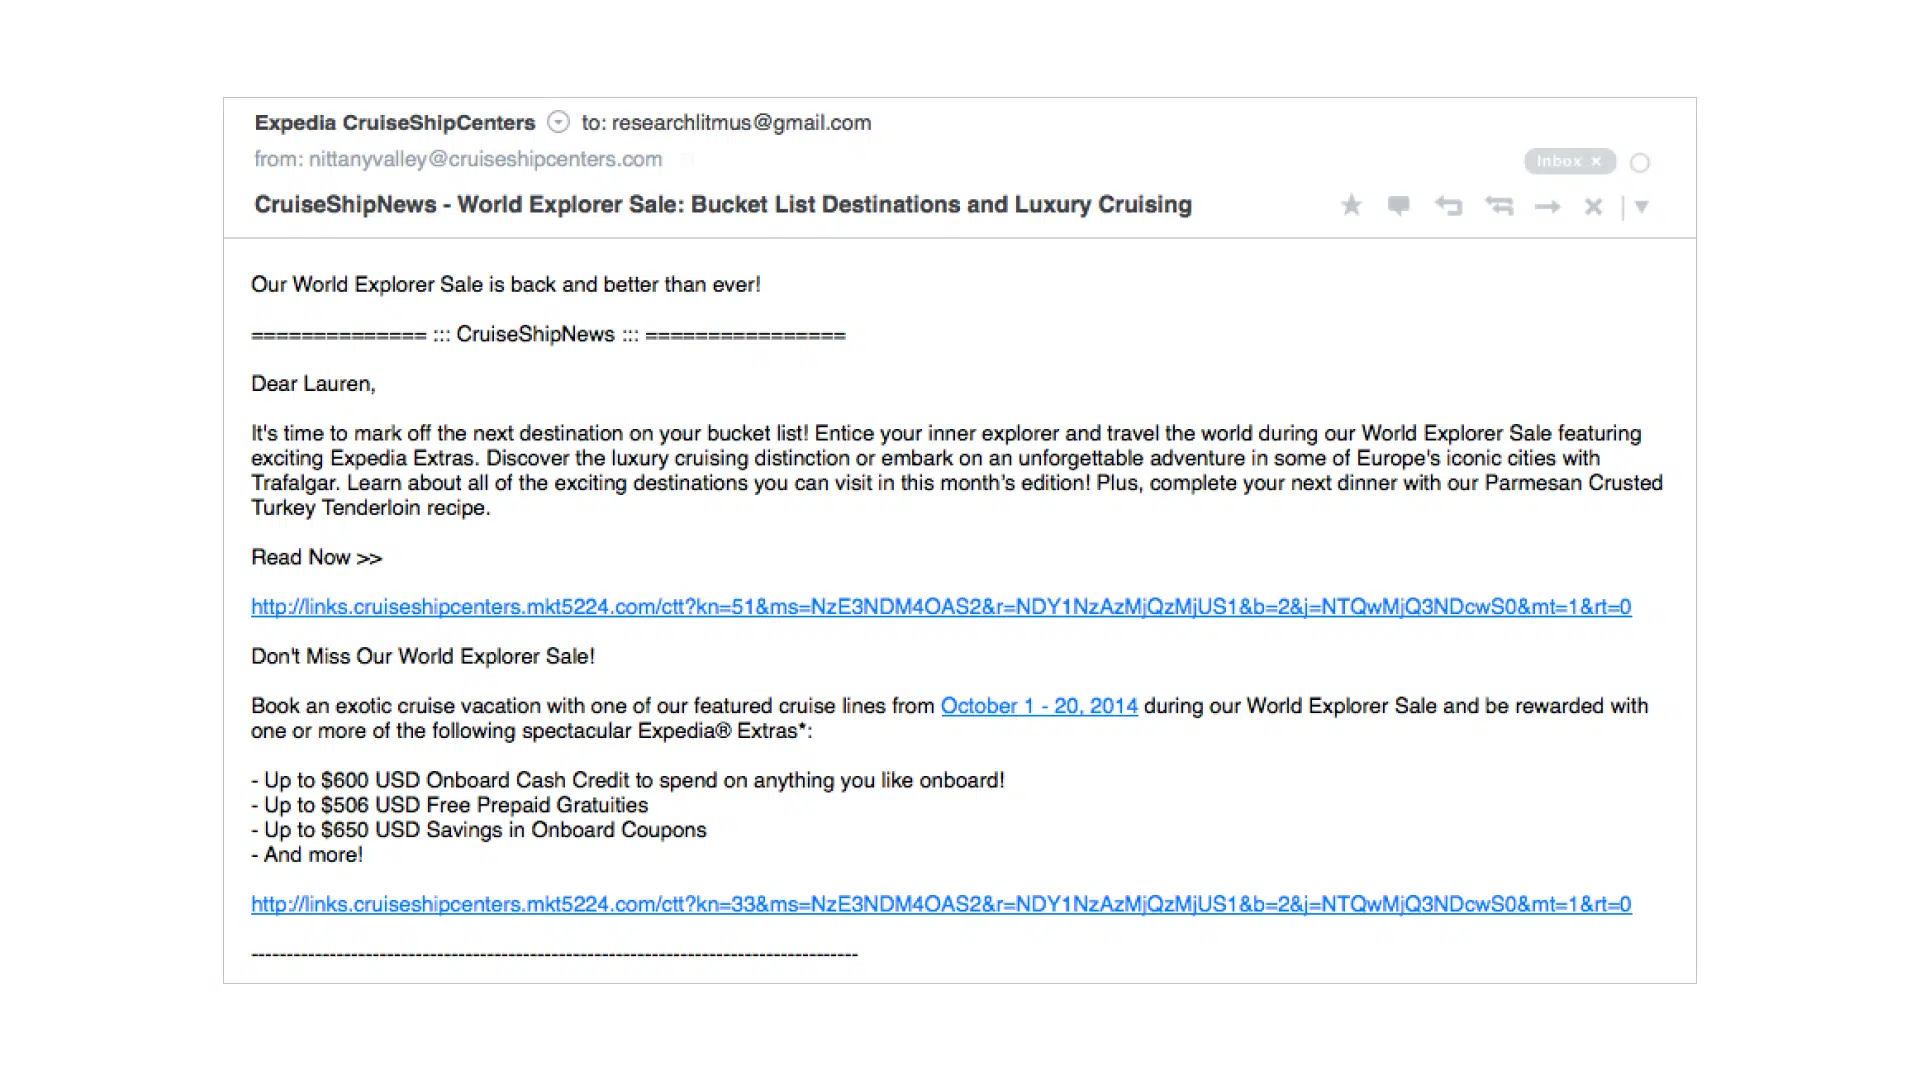 Expedia CruiseShipCenters to: researchlitmus@gmail.com
from: nittanyvalley@cruiseshipcenters.com
Inbox ×
CruiseShipNews - World Explorer Sale: Bucket List Destinations and Luxury Cruising
Our World Explorer Sale is back and better than ever!
============== ::: CruiseShipNews ::: ================
Dear Lauren,
It's time to mark off the next destination on your bucket list! Entice your inner explorer and travel the world during our World Explorer Sale featuring
exciting Expedia Extras. Discover the luxury cruising distinction or embark on an unforgettable adventure in some of Europe's iconic cities with
Trafalgar. Learn about all of the exciting destinations you can visit in this month's edition! Plus, complete your next dinner with our Parmesan Crusted
Turkey Tenderloin recipe.
Read Now >>
http://links.cruiseshipcenters.mkt5224.com/ctt?kn=51&ms=NzE3NDM4OAS2&r=NDY1NzAzMjQzMjUS1&b=2&j=NTQwMjQ3NDcwS0&mt=1&rt=0
Don't Miss Our World Explorer Sale!
Book an exotic cruise vacation with one of our featured cruise lines from October 1 - 20, 2014 during our World Explorer Sale and be rewarded with
one or more of the following spectacular Expedia® Extras*:
- Up to $600 USD Onboard Cash Credit to spend on anything you like onboard!
- Up to $506 USD Free Prepaid Gratuities
- Up to $650 USD Savings in Onboard Coupons
- And more!
http://links.cruiseshipcenters.mkt5224.com/ctt?kn=33&ms=NzE3NDM4OAS2&r=NDY1NzAzMjQzMjUS1&b=2&j=NTQwMjQ3NDcwS0&mt=1&rt=0
-------------------------------------------------------------------------------------